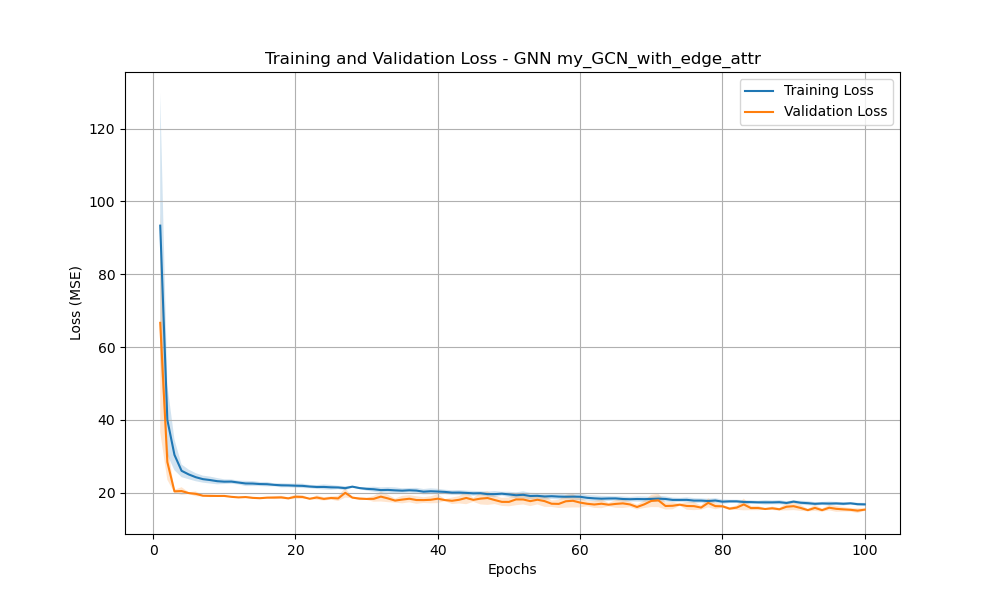 Training and Validation Loss - GNN my_GCN_with_edge_attr
Training Loss
Validation Loss
Loss (MSE)
120
100
80
60
40
20
0
20
40
60
80
100
Epochs